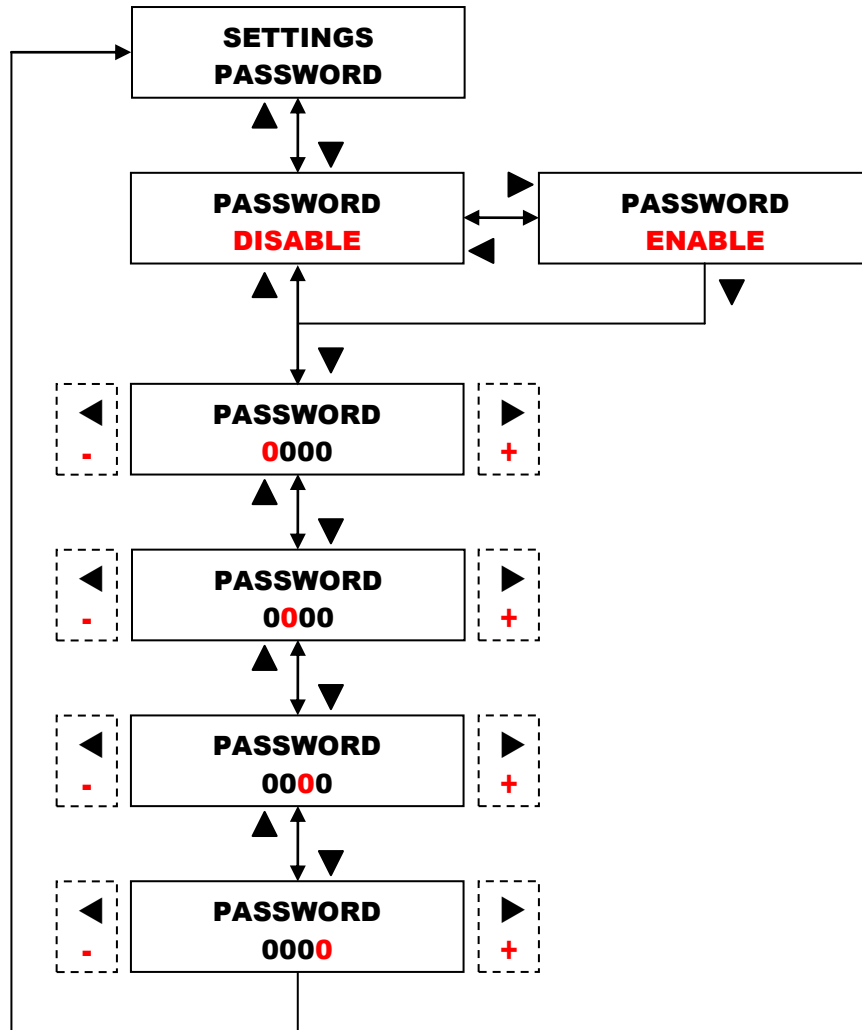 SETTINGS
PASSWORD
PASSWORD
DISABLE
PASSWORD
ENABLE
PASSWORD
0000
-
+
PASSWORD
0000
-
+
PASSWORD
0000
-
+
PASSWORD
0000
-
+